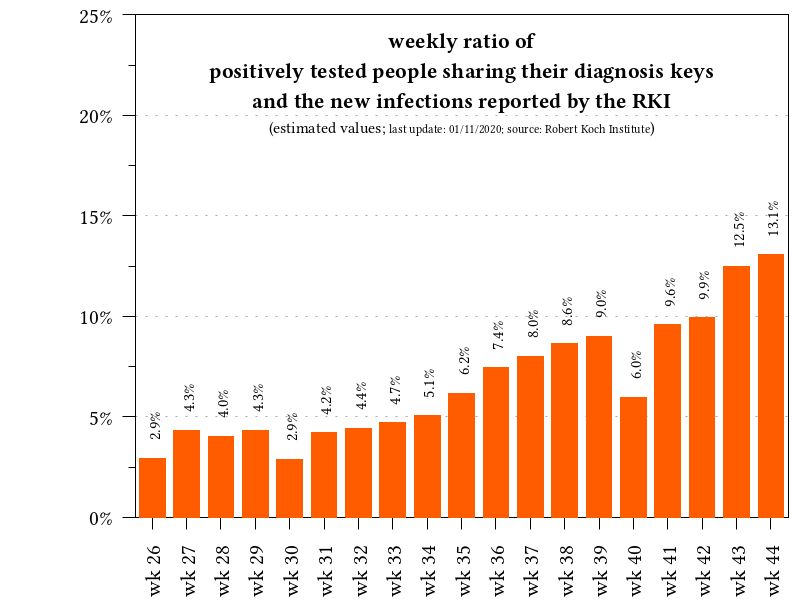 weekly ratio of
positively tested people sharing their diagnosis keys
and the new infections reported by the RKI
(estimated values; last update: 01/11/2020; source: Robert Koch Institute)
25%
20%
15%
10%
5%
0%
2.9%
4.3%
4.0%
4.3%
2.9%
4.2%
4.4%
4.7%
5.1%
6.2%
7.4%
8.0%
8.6%
9.0%
6.0%
9.6%
9.9%
12.5%
13.1%
wk 26
wk 27
wk 28
wk 29
wk 30
wk 31
wk 32
wk 33
wk 34
wk 35
wk 36
wk 37
wk 38
wk 39
wk 40
wk 41
wk 42
wk 43
wk 44